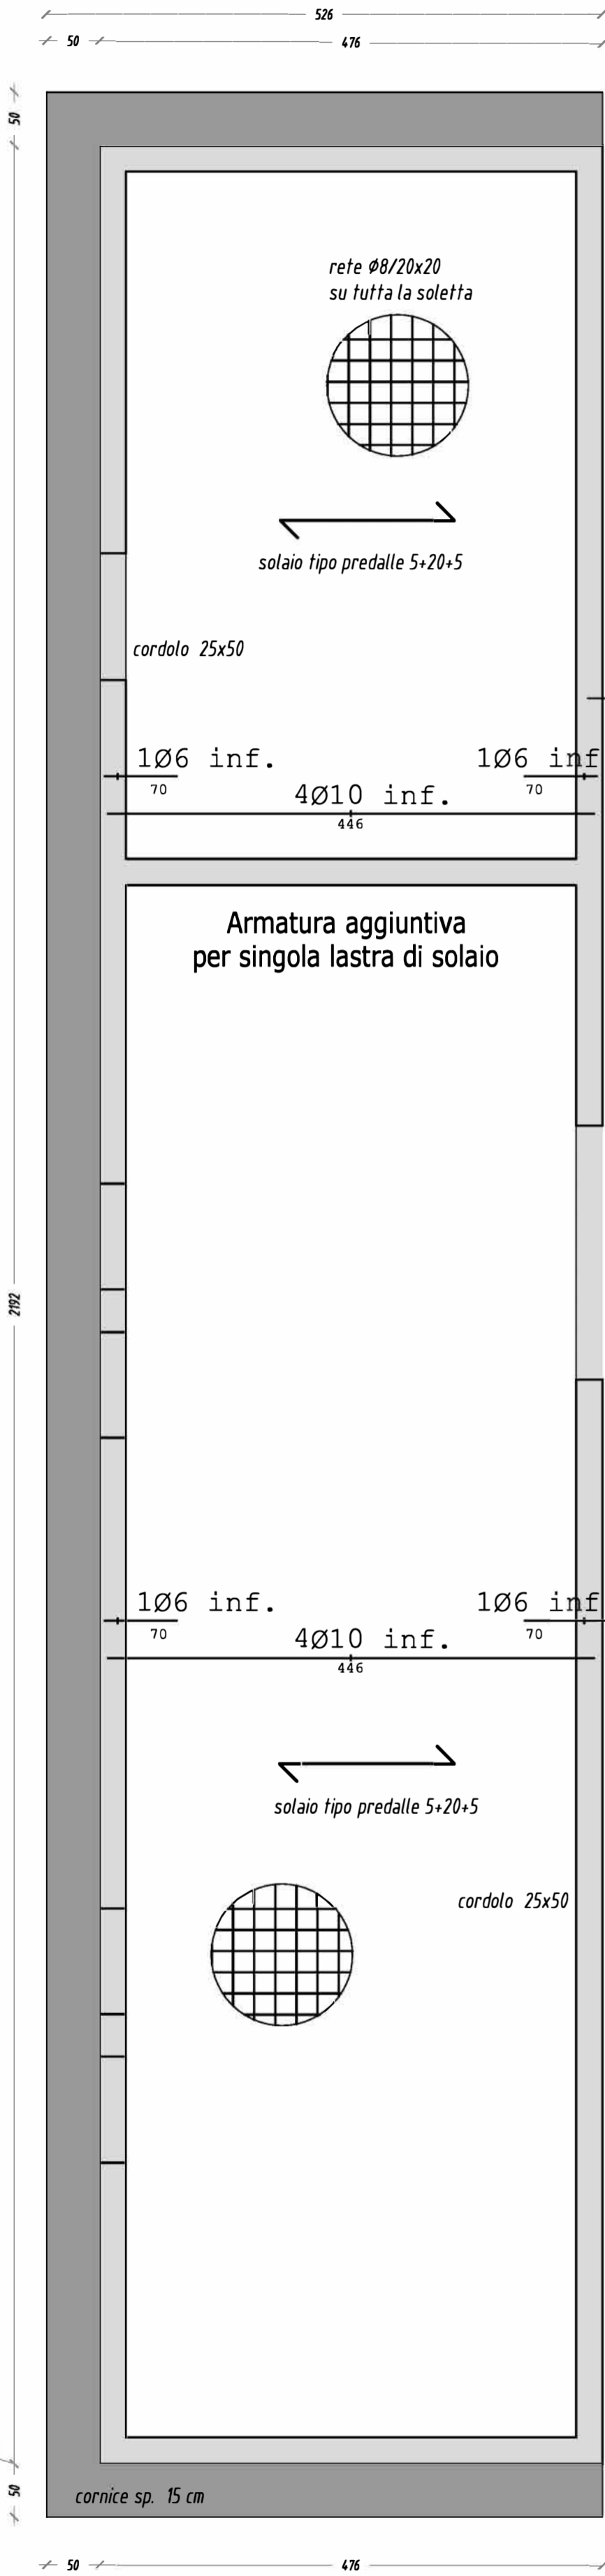 526
50
476
50
rete Ø8/20x20
su tutta la soletta
solaio tipo predalle 5+20+5
cordolo 25x50
1Ø6 inf.
1Ø6 inf
70
4Ø10 inf.
70
446
Armatura aggiuntiva
per singola lastra di solaio
2192
1Ø6 inf.
1Ø6 inf
70
4Ø10 inf.
70
446
solaio tipo predalle 5+20+5
cordolo 25x50
50
cornice sp. 15 cm
50
476